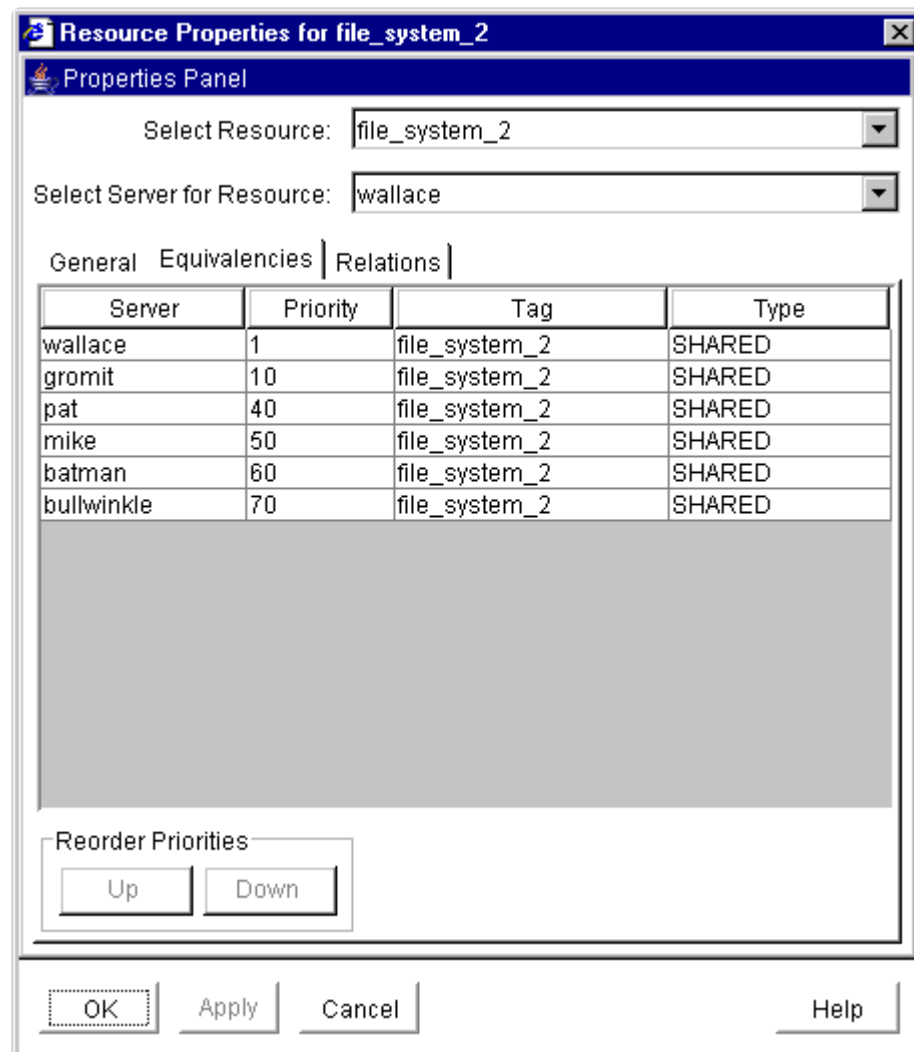 Resource Properties for file_system_2
Properties Panel
Select Resource: file_system_2
Select Server for Resource: wallace
General Equivalencies Relations
Server Priority Tag Type
wallace 1 file_system_2 SHARED
gromit 10 file_system_2 SHARED
pat 40 file_system_2 SHARED
mike 50 file_system_2 SHARED
batman 60 file_system_2 SHARED
bullwinkle 70 file_system_2 SHARED
Reorder Priorities
Up Down
OK Apply Cancel Help